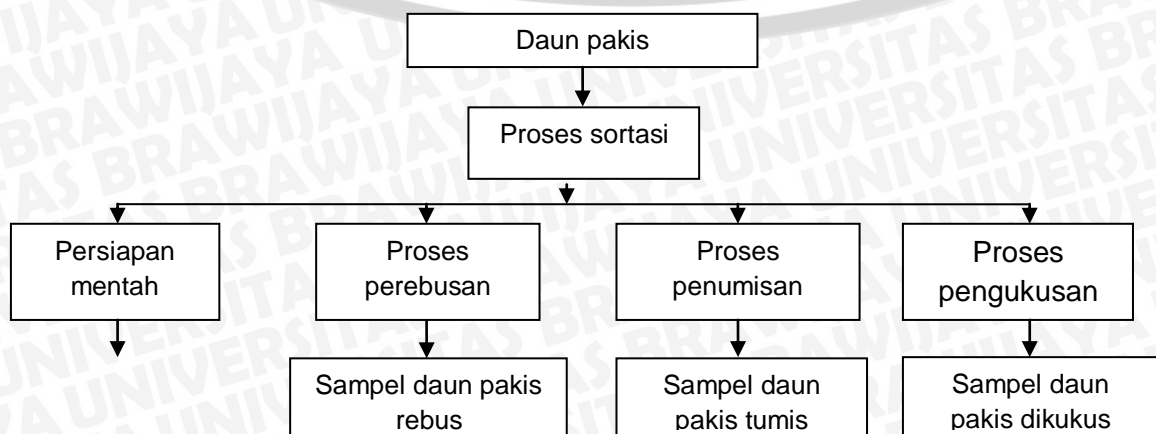 Daun pakis
Proses sortasi
Persiapan
mentah
Proses
perebusan
Proses
penumisan
Proses
pengukusan
Sampel daun pakis
rebus
Sampel daun
pakis tumis
Sampel daun
pakis dikukus